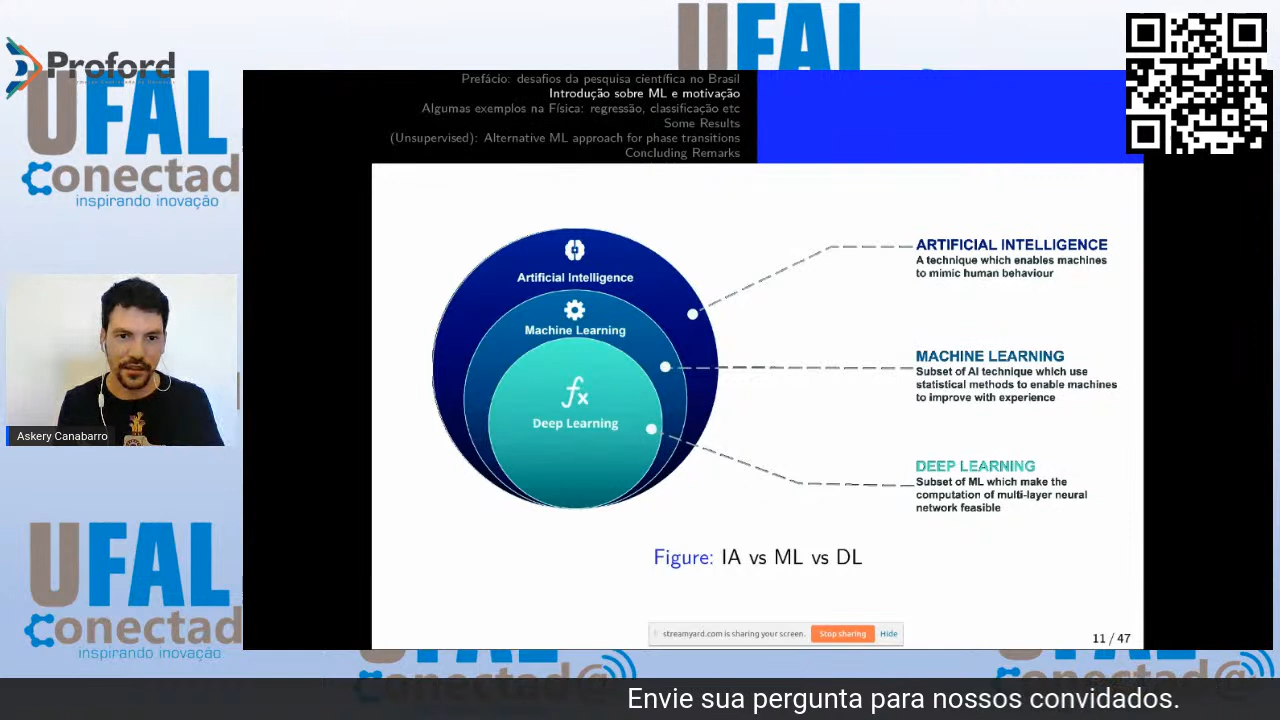 Proford
UFAL
Conectad
inspirando inovação
UFAL
Prefácio: desafios da pesquisa científica no Brasil
Introdução sobre ML e motivação
Algumas exemplos na Física: regressão, classificação etc
Some Results
(Unsupervised): Alternative ML approach for phase transitions
Concluding Remarks
Artificial Intelligence
Machine Learning
fx
Deep Learning
ARTIFICIAL INTELLIGENCE
A technique which enables machines
to mimic human behaviour
MACHINE LEARNING
Subset of AI technique which use
statistical methods to enable machines
to improve with experience
DEEP LEARNING
Subset of ML which make the
computation of multi-layer neural
network feasible
Figure: IA vs ML vs DL
streamyard.com is sharing your screen.
Stop sharing
Hide
11 / 47
Askery Canabarro
UFAL
Conectad
inspirando inovação
Conectad@
Conectad@
Envie sua pergunta para nossos convidados.